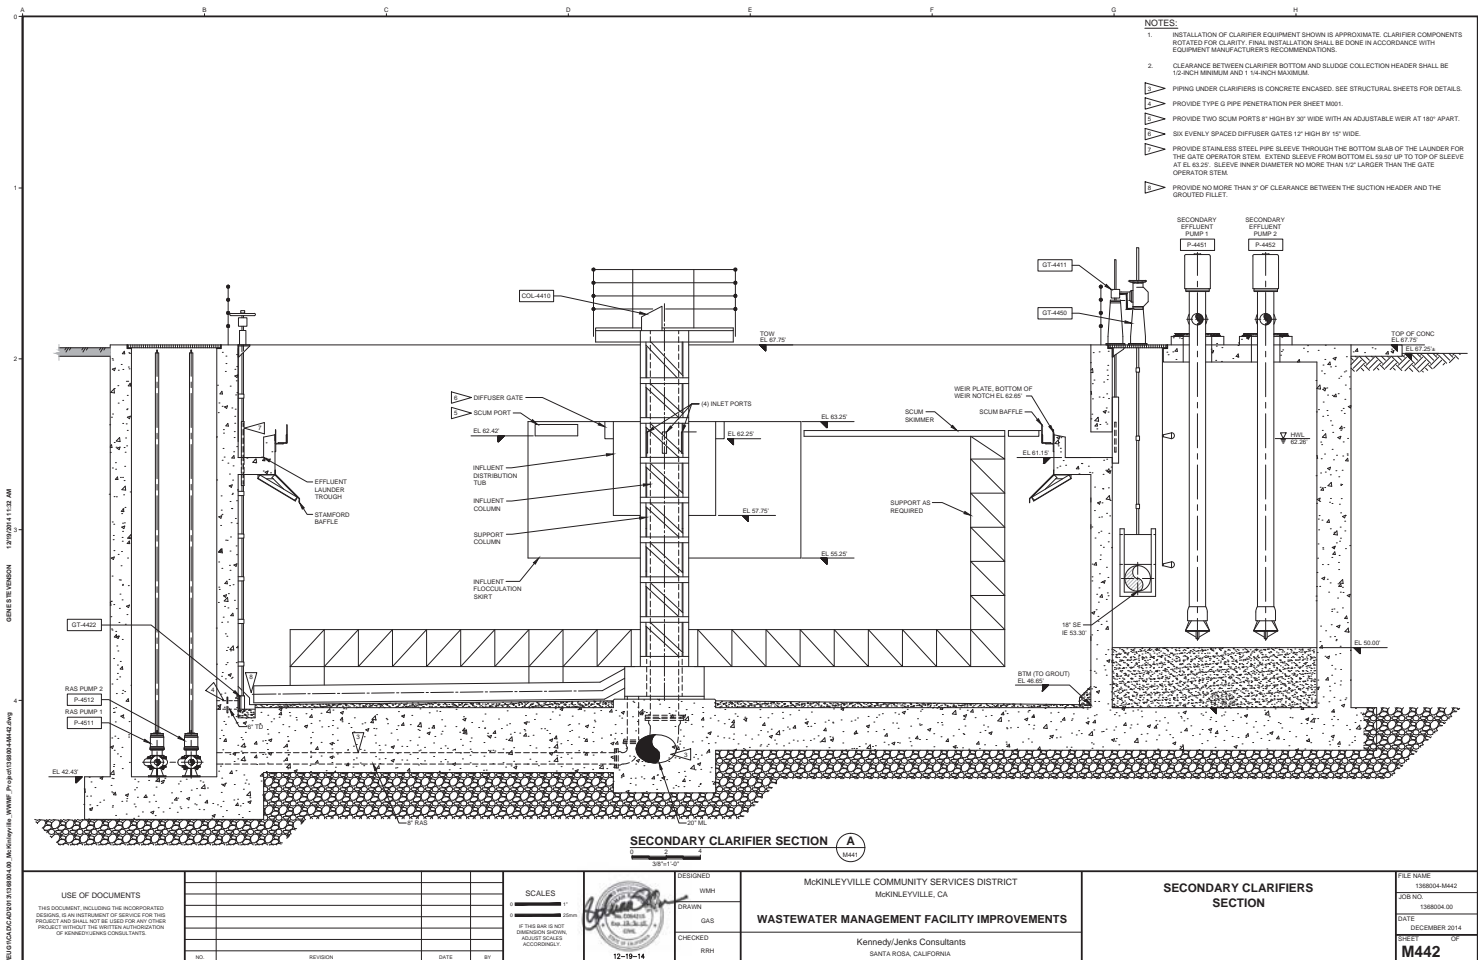 A B C D E F G H
0
1
2
3
4
NOTES:
1. INSTALLATION OF CLARIFIER EQUIPMENT SHOWN IS APPROXIMATE. CLARIFIER COMPONENTS
ROTATED FOR CLARITY. FINAL INSTALLATION SHALL BE DONE IN ACCORDANCE WITH
EQUIPMENT MANUFACTURER'S RECOMMENDATIONS.
2. CLEARANCE BETWEEN CLARIFIER BOTTOM AND SLUDGE COLLECTION HEADER SHALL BE
1/2-INCH MINIMUM AND 1 1/4-INCH MAXIMUM.
3 PIPING UNDER CLARIFIERS IS CONCRETE ENCASED. SEE STRUCTURAL SHEETS FOR DETAILS.
4 PROVIDE TYPE G PIPE PENETRATION PER SHEET M001.
5 PROVIDE TWO SCUM PORTS 8" HIGH BY 30" WIDE WITH AN ADJUSTABLE WEIR AT 180° APART.
6 SIX EVENLY SPACED DIFFUSER GATES 12" HIGH BY 15" WIDE.
7 PROVIDE STAINLESS STEEL PIPE SLEEVE THROUGH THE BOTTOM SLAB OF THE LAUNDER FOR
THE GATE OPERATOR STEM. EXTEND SLEEVE FROM BOTTOM EL 59.50' UP TO TOP OF SLEEVE
AT EL 63.25'. SLEEVE INNER DIAMETER NO MORE THAN 1/2" LARGER THAN THE GATE
OPERATOR STEM.
8 PROVIDE NO MORE THAN 3" OF CLEARANCE BETWEEN THE SUCTION HEADER AND THE
GROUTED FILLET.
SECONDARY
EFFLUENT
PUMP 1
P-4451
SECONDARY
EFFLUENT
PUMP 2
P-4452
GT-4411
GT-4450
COL-4410
TOW
EL 67.75'
TOP OF CONC
EL 67.75'
EL 67.25'±
6 DIFFUSER GATE
5 SCUM PORT
(4) INLET PORTS
EL 62.42'
EL 62.25'
EL 63.25'
SCUM
SKIMMER
WEIR PLATE, BOTTOM OF
WEIR NOTCH EL 62.65'
SCUM BAFFLE
EL 61.15'
HWL
62.26'
7
EFFLUENT
LAUNDER
TROUGH
STAMFORD
BAFFLE
INFLUENT
DISTRIBUTION
TUB
INFLUENT
COLUMN
SUPPORT
COLUMN
INFLUENT
FLOCCULATION
SKIRT
EL 57.75'
EL 55.25'
SUPPORT AS
REQUIRED
18" SE
IE 53.30'
EL 50.00'
BTM (TO GROUT)
EL 46.65'
GT-4422
RAS PUMP 2
P-4512
RAS PUMP 1
P-4511
8
4
3
EL 42.43'
8" RAS
20" ML
SECONDARY CLARIFIER SECTION
A
M441
0 2 4
3/8"=1'-0"
USE OF DOCUMENTS
THIS DOCUMENT, INCLUDING THE INCORPORATED
DESIGNS, IS AN INSTRUMENT OF SERVICE FOR THIS
PROJECT AND SHALL NOT BE USED FOR ANY OTHER
PROJECT WITHOUT THE WRITTEN AUTHORIZATION
OF KENNEDY/JENKS CONSULTANTS.
NO. REVISION DATE BY
SCALES
0 1"
0 25mm
IF THIS BAR IS NOT
DIMENSION SHOWN,
ADJUST SCALES
ACCORDINGLY.
12-19-14
DESIGNED
WMH
DRAWN
GAS
CHECKED
RRH
McKINLEYVILLE COMMUNITY SERVICES DISTRICT
McKINLEYVILLE, CA
WASTEWATER MANAGEMENT FACILITY IMPROVEMENTS
Kennedy/Jenks Consultants
SANTA ROSA, CALIFORNIA
SECONDARY CLARIFIERS
SECTION
FILE NAME
1368004-M442
JOB NO.
1368004.00
DATE
DECEMBER 2014
SHEET OF
M442
GENE STEVENSON 12/19/2014 11:32 AM